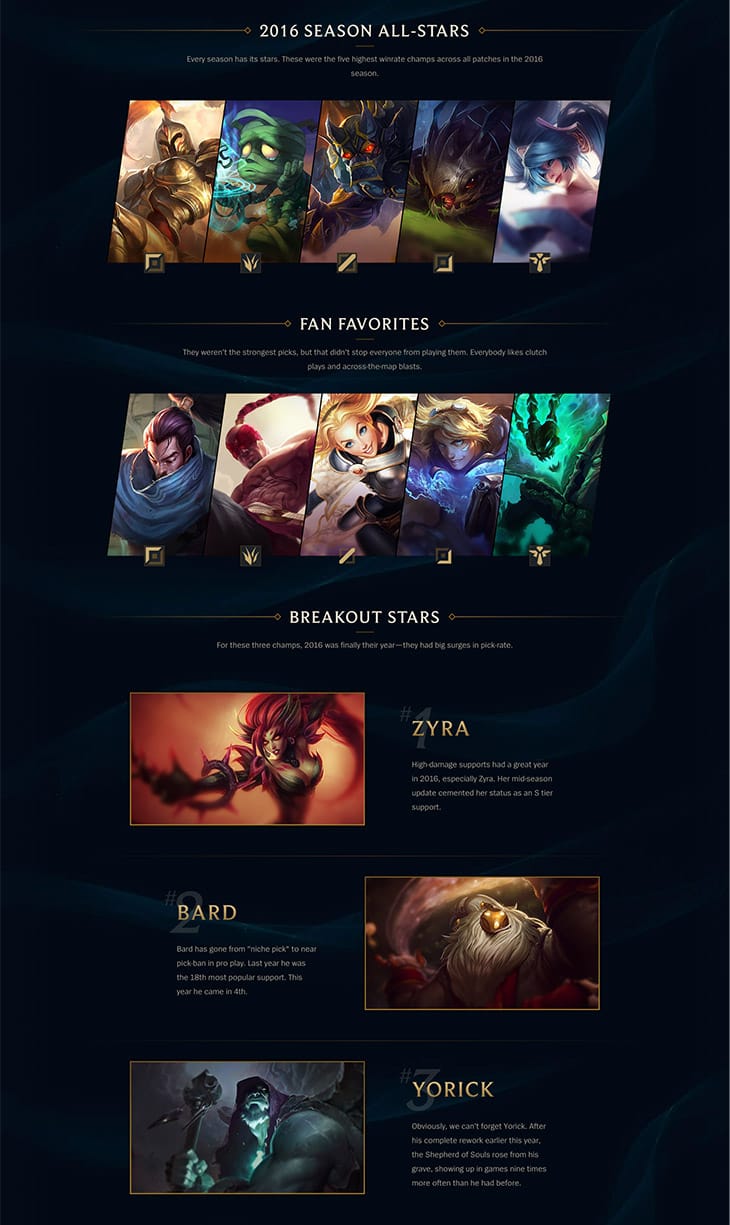 2016 SEASON ALL-STARS
Every season has its stars. These were the five highest winrate champs across all patches in the 2016
season.
FAN FAVORITES
They weren't the strongest picks, but that didn't stop everyone from playing them. Everybody likes clutch
plays and across-the-map blasts.
BREAKOUT STARS
For these three champs, 2016 was finally their year—they had big surges in pick-rate.
#1
ZYRA
High-damage supports had a great year
in 2016, especially Zyra. Her mid-season
update cemented her status as an S tier
support.
#2
BARD
Bard has gone from "niche pick" to near
pick-ban in pro play. Last year he was
the 18th most popular support. This
year he came in 4th.
#3
YORICK
Obviously, we can't forget Yorick. After
his complete rework earlier this year,
the Shepherd of Souls rose from his
grave, showing up in games nine times
more often than he had before.